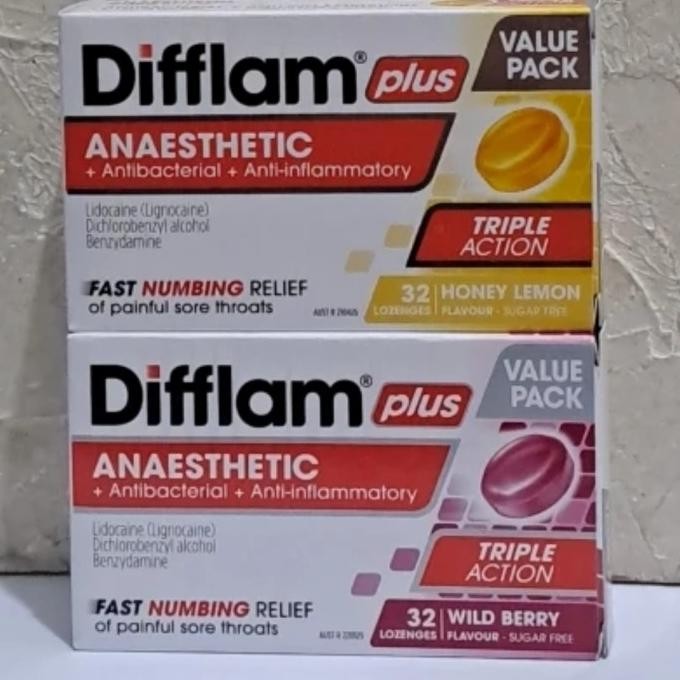 Difflam® plus
VALUE
PACK
ANAESTHETIC
+ Antibacterial + Anti-inflammatory
Lidocaine (Lignocaine)
Dichlorobenzyl alcohol
Benzydamine
TRIPLE
ACTION
FAST NUMBING RELIEF
of painful sore throats
32
LOZENGES
HONEY LEMON
FLAVOUR - SUGAR FREE
Difflam® plus
VALUE
PACK
ANAESTHETIC
+ Antibacterial + Anti-inflammatory
Lidocaine (Lignocaine)
Dichlorobenzyl alcohol
Benzydamine
TRIPLE
ACTION
FAST NUMBING RELIEF
of painful sore throats
32
LOZENGES
WILD BERRY
FLAVOUR - SUGAR FREE